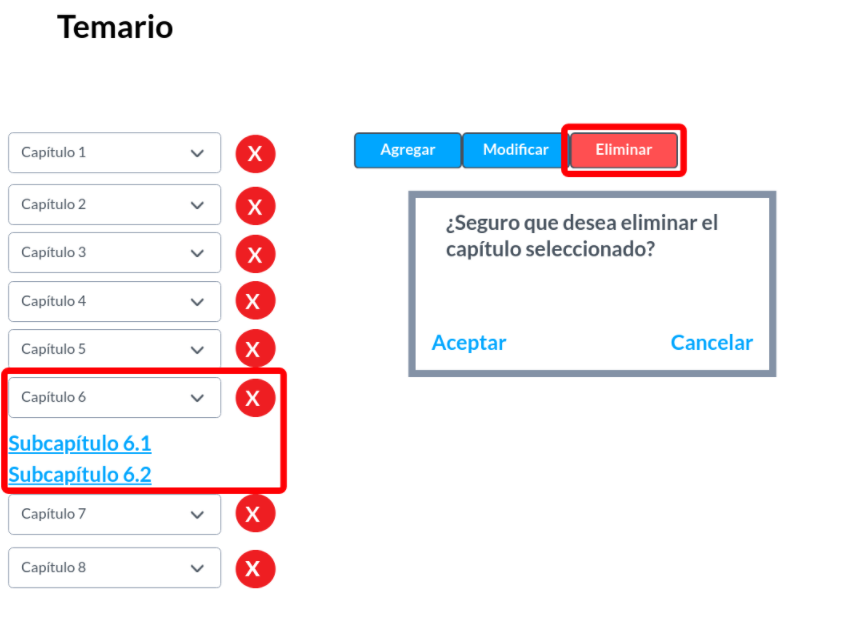 Temario
Capítulo 1
X
Agregar
Modificar
Eliminar
Capítulo 2
X
¿Seguro que desea eliminar el
capítulo seleccionado?
Aceptar
Cancelar
Capítulo 3
X
Capítulo 4
X
Capítulo 5
X
Capítulo 6
X
Subcapítulo 6.1
Subcapítulo 6.2
Capítulo 7
X
Capítulo 8
X